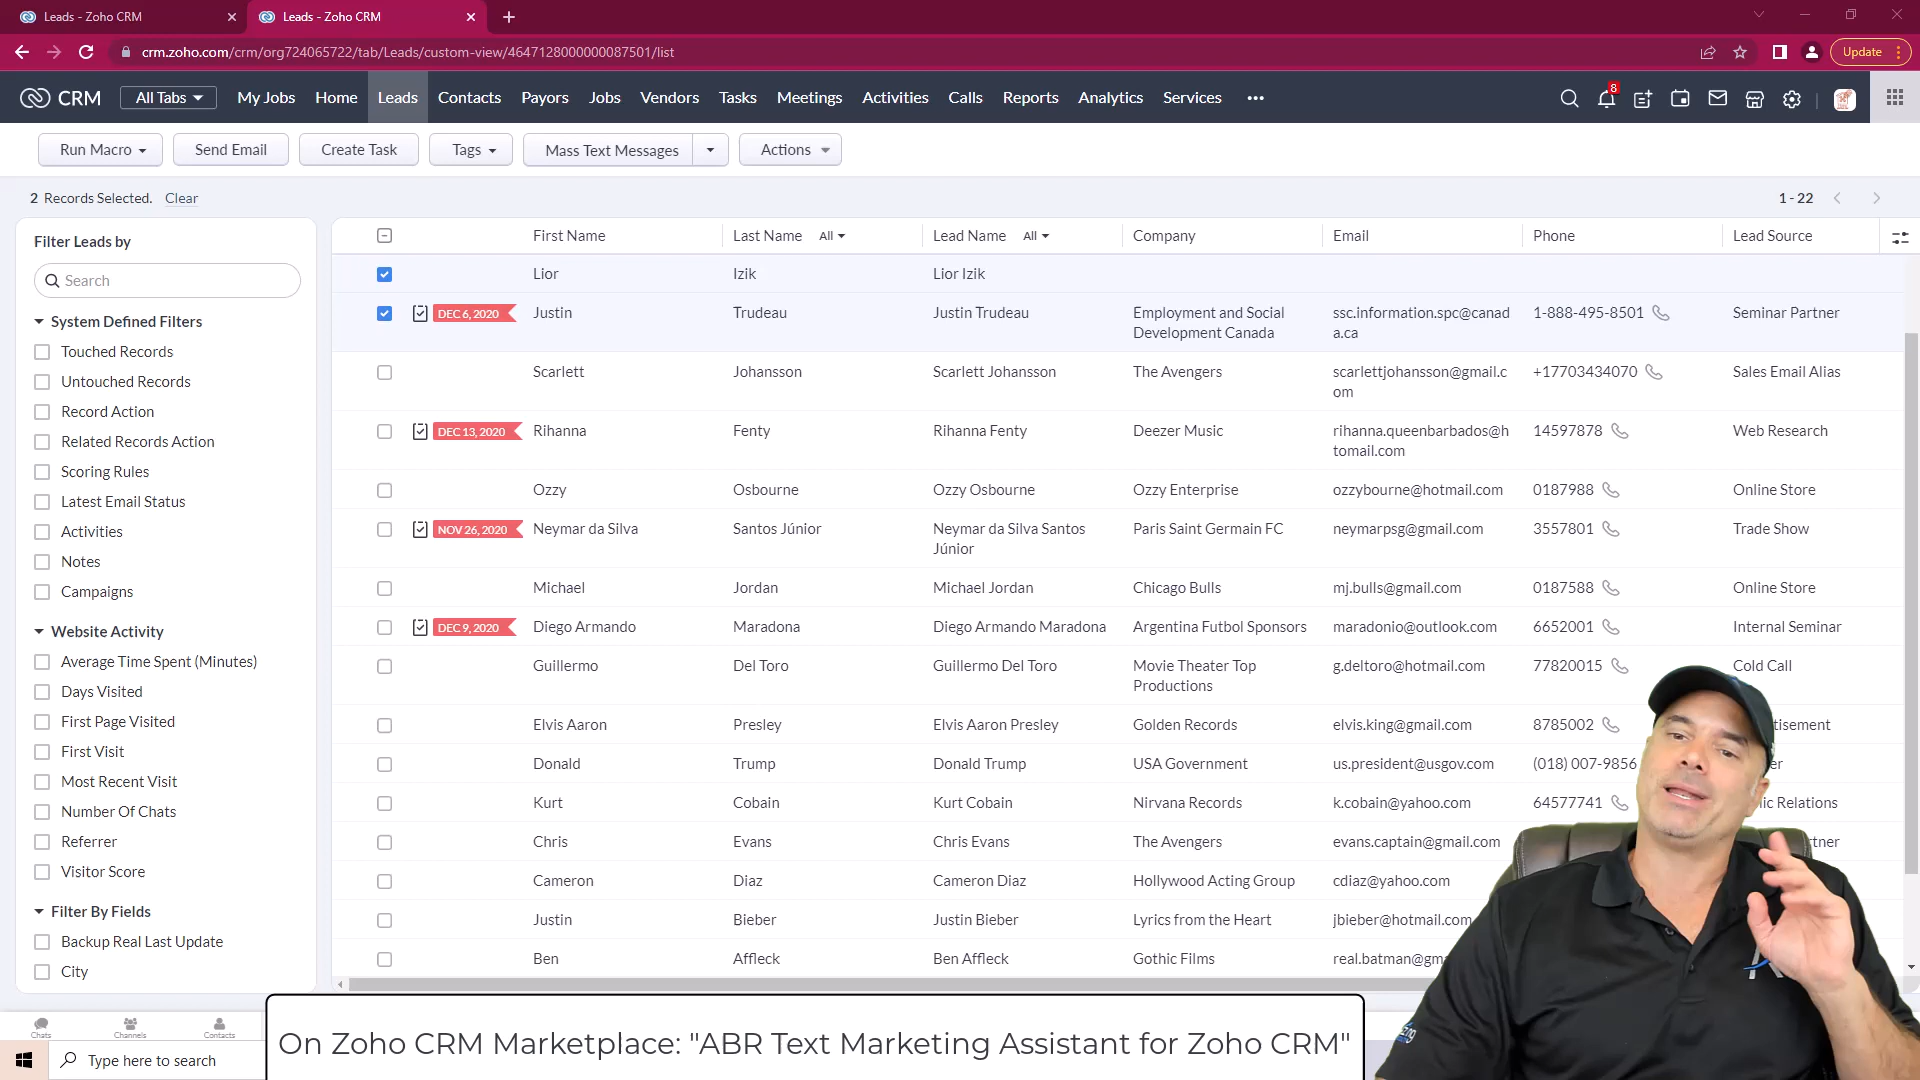 Leads - Zoho CRM
Leads - Zoho CRM
crm.zoho.com/crm/org724065722/tab/Leads/custom-view/4647128000000087501/list
Update
CRM All Tabs My Jobs Home Leads Contacts Payors Jobs Vendors Tasks Meetings Activities Calls Reports Analytics Services ••• 8
Run Macro Send Email Create Task Tags Mass Text Messages Actions
2 Records Selected. Clear 1 - 22
Filter Leads by
Search
System Defined Filters
Touched Records
Untouched Records
Record Action
Related Records Action
Scoring Rules
Latest Email Status
Activities
Notes
Campaigns
Website Activity
Average Time Spent (Minutes)
Days Visited
First Page Visited
First Visit
Most Recent Visit
Number Of Chats
Referrer
Visitor Score
Filter By Fields
Backup Real Last Update
City
First Name Last Name All Lead Name All Company Email Phone Lead Source
Lior Izik Lior Izik
DEC 6, 2020 Justin Trudeau Justin Trudeau Employment and Social ssc.information.spc@canad 1-888-495-8501 Seminar Partner
Development Canada a.ca
Scarlett Johansson Scarlett Johansson The Avengers scarlettjohansson@gmail.c +17703434070 Sales Email Alias
om
DEC 13, 2020 Rihanna Fenty Rihanna Fenty Deezer Music rihanna.queenbarbados@h 14597878 Web Research
tomail.com
Ozzy Osbourne Ozzy Osbourne Ozzy Enterprise ozzybourne@hotmail.com 0187988 Online Store
NOV 26, 2020 Neymar da Silva Santos Júnior Neymar da Silva Santos Paris Saint Germain FC neymarpsg@gmail.com 3557801 Trade Show
Júnior
Michael Jordan Michael Jordan Chicago Bulls mj.bulls@gmail.com 0187588 Online Store
DEC 9, 2020 Diego Armando Maradona Diego Armando Maradona Argentina Futbol Sponsors maradonio@outlook.com 6652001 Internal Seminar
Guillermo Del Toro Guillermo Del Toro Movie Theater Top g.deltoro@hotmail.com 77820015 Cold Call
Productions
Elvis Aaron Presley Elvis Aaron Presley Golden Records elvis.king@gmail.com 8785002 tisement
Donald Trump Donald Trump USA Government us.president@usgov.com (018) 007-9856 er
Kurt Cobain Kurt Cobain Nirvana Records k.cobain@yahoo.com 64577741 ic Relations
Chris Evans Chris Evans The Avengers evans.captain@gmail.com rtner
Cameron Diaz Cameron Diaz Hollywood Acting Group cdiaz@yahoo.com
Justin Bieber Justin Bieber Lyrics from the Heart jbieber@hotmail.com
Ben Affleck Ben Affleck Gothic Films real.batman@gm
Chats Channels Contacts
Type here to search
On Zoho CRM Marketplace: "ABR Text Marketing Assistant for Zoho CRM"